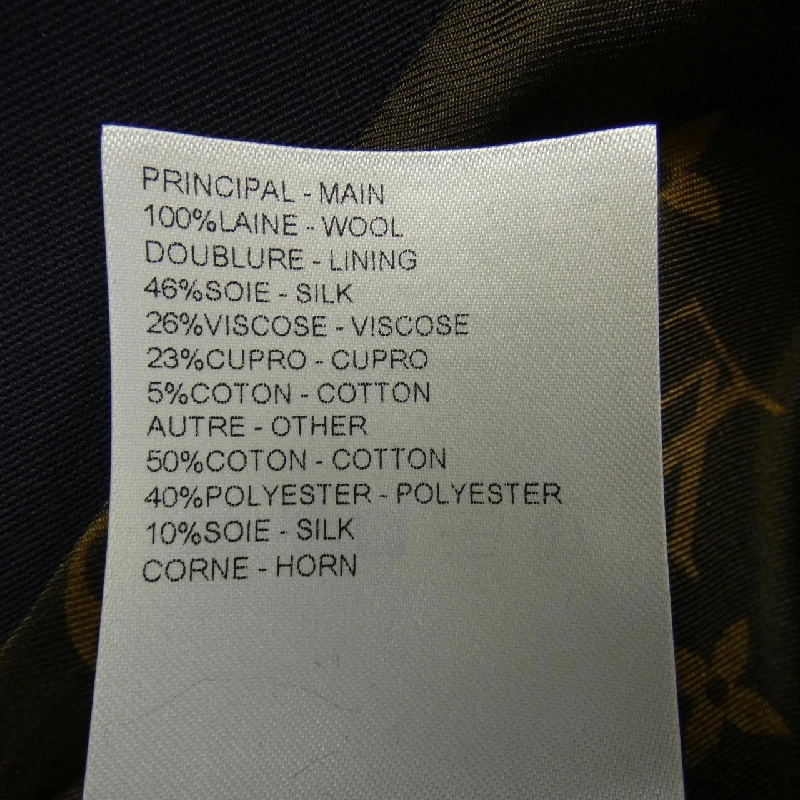 PRINCIPAL - MAIN
100%LAINE - WOOL
DOUBLURE - LINING
46%SOIE - SILK
26%VISCOSE - VISCOSE
23%CUPRO - CUPRO
5%COTON - COTTON
AUTRE - OTHER
50%COTON - COTTON
40%POLYESTER - POLYESTER
10%SOIE - SILK
CORNE - HORN